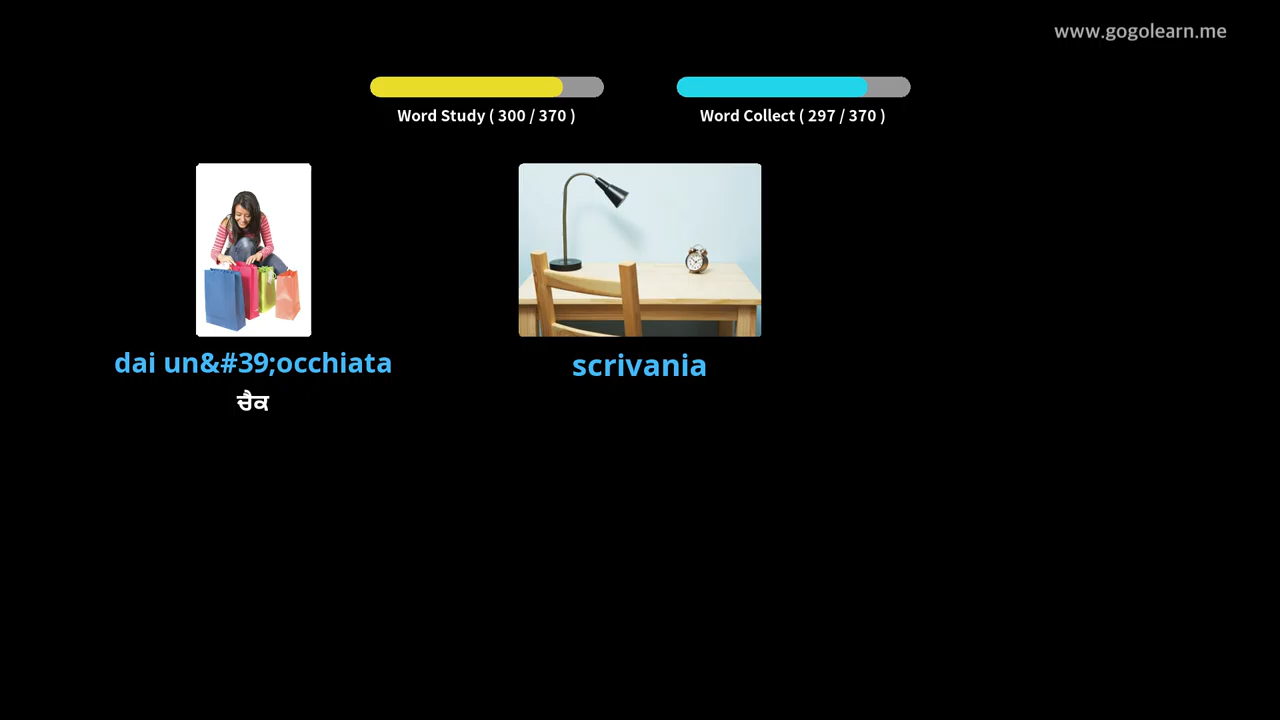 www.gogolearn.me
Word Study ( 300 / 370 )
Word Collect ( 297 / 370 )
dai un&#39;occhiata
ਚੈਕ
scrivania